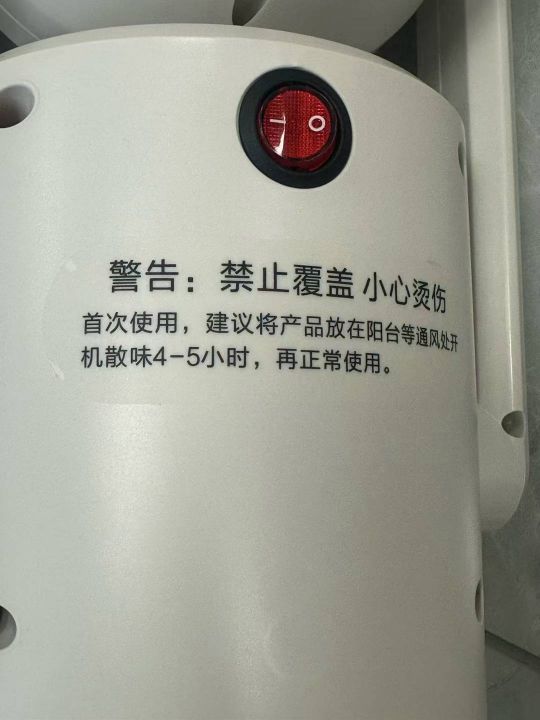 警告：禁止覆盖 小心烫伤
首次使用，建议将产品放在阳台等通风处开
机散味4-5小时，再正常使用。